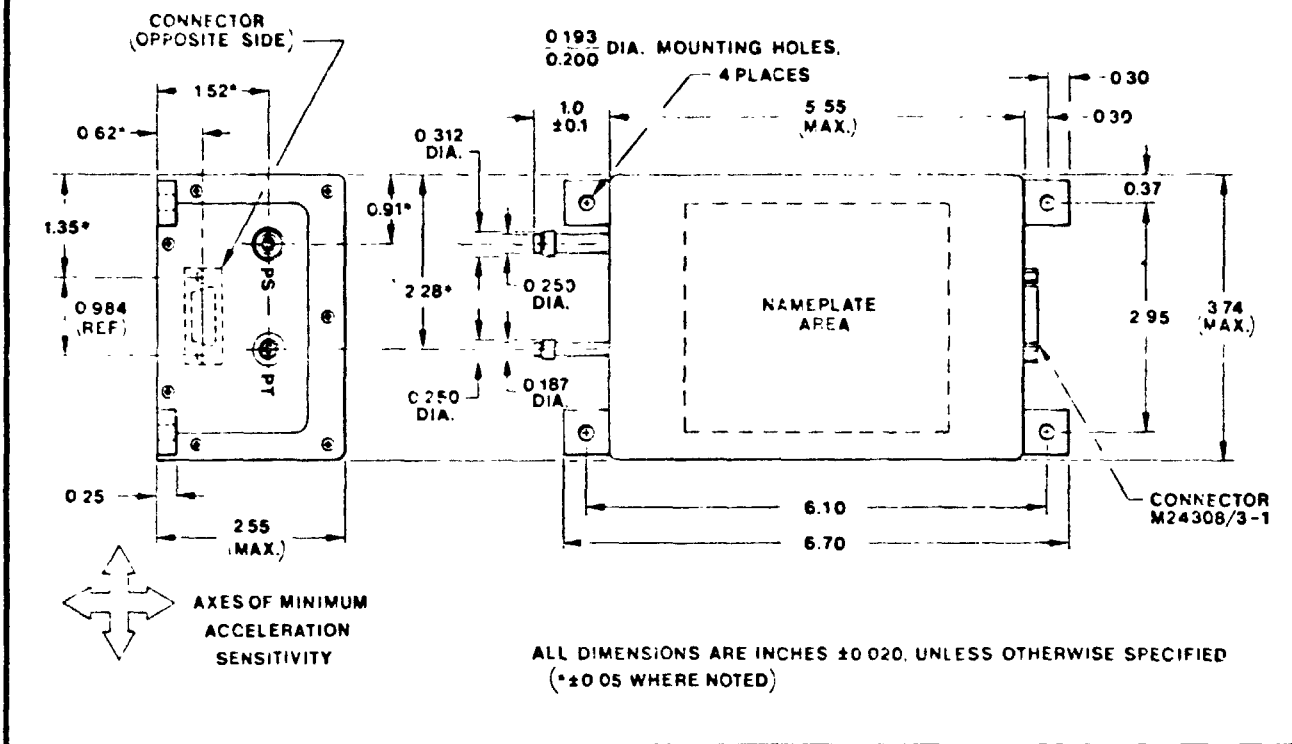 CONNECTOR
(OPPOSITE SIDE)
0.193
0.200 DIA. MOUNTING HOLES,
4 PLACES
1.52*
0.62*
1.0
±0.1
5.55
(MAX.)
0.30
0.30
0.312
DIA.
0.37
1.35*
0.91*
0.984
(REF)
PS
PT
2.28*
0.250
DIA.
NAMEPLATE
AREA
2.95
3.74
(MAX.)
0.250
DIA.
0.187
DIA
0.25
2.55
(MAX.)
6.10
6.70
CONNECTOR
M24308/3-1
AXES OF MINIMUM
ACCELERATION
SENSITIVITY
ALL DIMENSIONS ARE INCHES ±0.020, UNLESS OTHERWISE SPECIFIED
(*±0.05 WHERE NOTED)